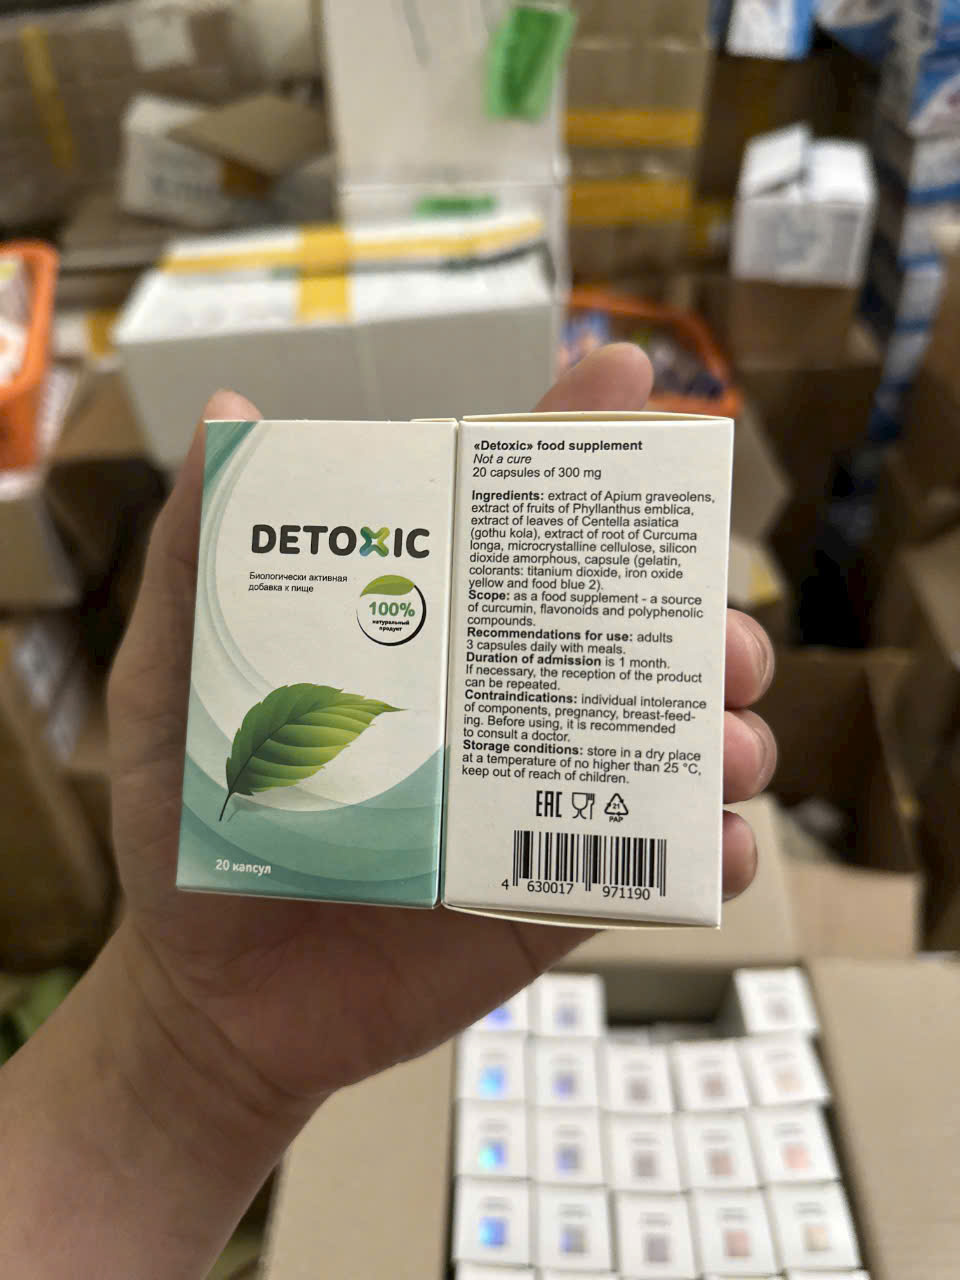 DETOXIC
Биологически активная
добавка к пище
100%
натуральный
продукт
20 капсул
«Detoxic» food supplement
Not a cure
20 capsules of 300 mg
Ingredients: extract of Apium graveolens,
extract of fruits of Phyllanthus emblica,
extract of leaves of Centella asiatica
(gothu kola), extract of root of Curcuma
longa, microcrystalline cellulose, silicon
dioxide amorphous, capsule (gelatin,
colorants: titanium dioxide, iron oxide
yellow and food blue 2).
Scope: as a food supplement - a source
of curcumin, flavonoids and polyphenolic
compounds.
Recommendations for use: adults
3 capsules daily with meals.
Duration of admission is 1 month.
If necessary, the reception of the product
can be repeated.
Contraindications: individual intolerance
of components, pregnancy, breast-feed-
ing. Before using, it is recommended
to consult a doctor.
Storage conditions: store in a dry place
at a temperature of no higher than 25 °C,
keep out of reach of children.
EAC
21
PAP
4 630017 971190